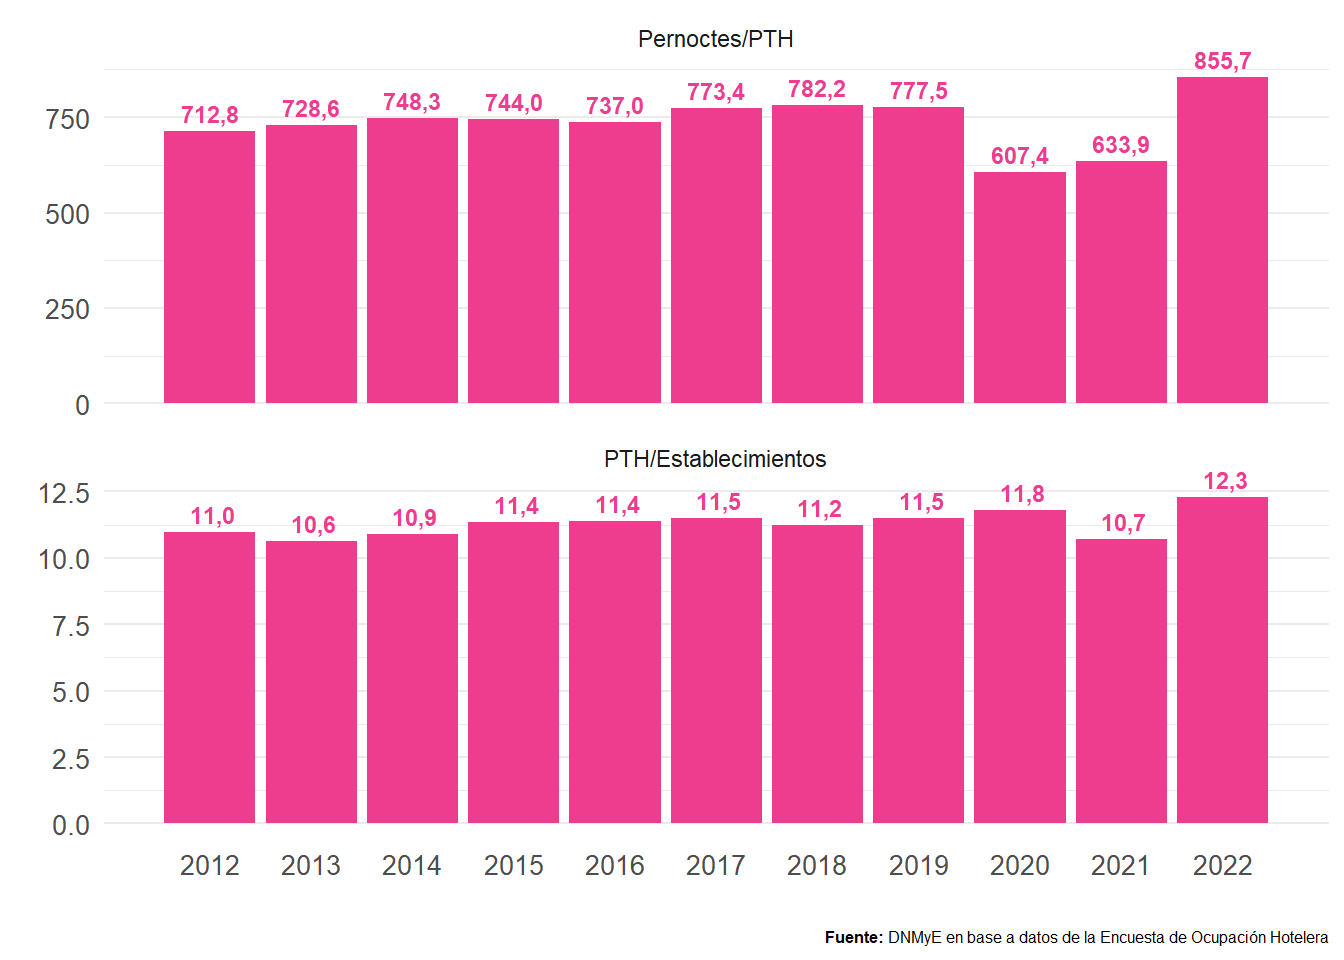 Pernoctes/PTH
855,7
712,8 728,6 748,3 744,0 737,0 773,4 782,2 777,5 607,4 633,9
750
500
250
0
PTH/Establecimientos
12.5
11,0 10,6 10,9 11,4 11,4 11,5 11,2 11,5 11,8 10,7 12,3
10.0
7.5
5.0
2.5
0.0
2012 2013 2014 2015 2016 2017 2018 2019 2020 2021 2022
Fuente: DNMyE en base a datos de la Encuesta de Ocupación Hotelera